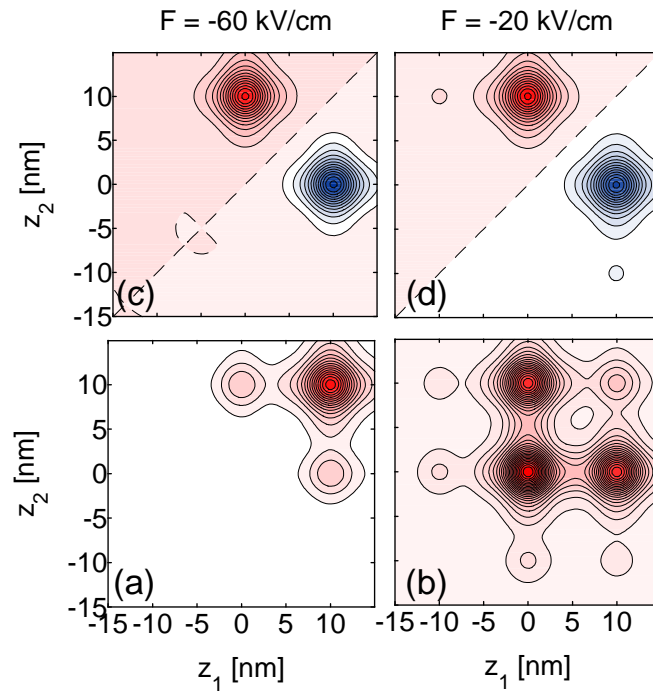 F = -60 kV/cm F = -20 kV/cm
10
5
0
-5
-10
-15
z2 [nm]
(c) (d)
10
5
0
-5
-10
-15
z2 [nm]
(a) (b)
-15 -10 -5 0 5 10 -15 -10 -5 0 5 10
z1 [nm] z1 [nm]